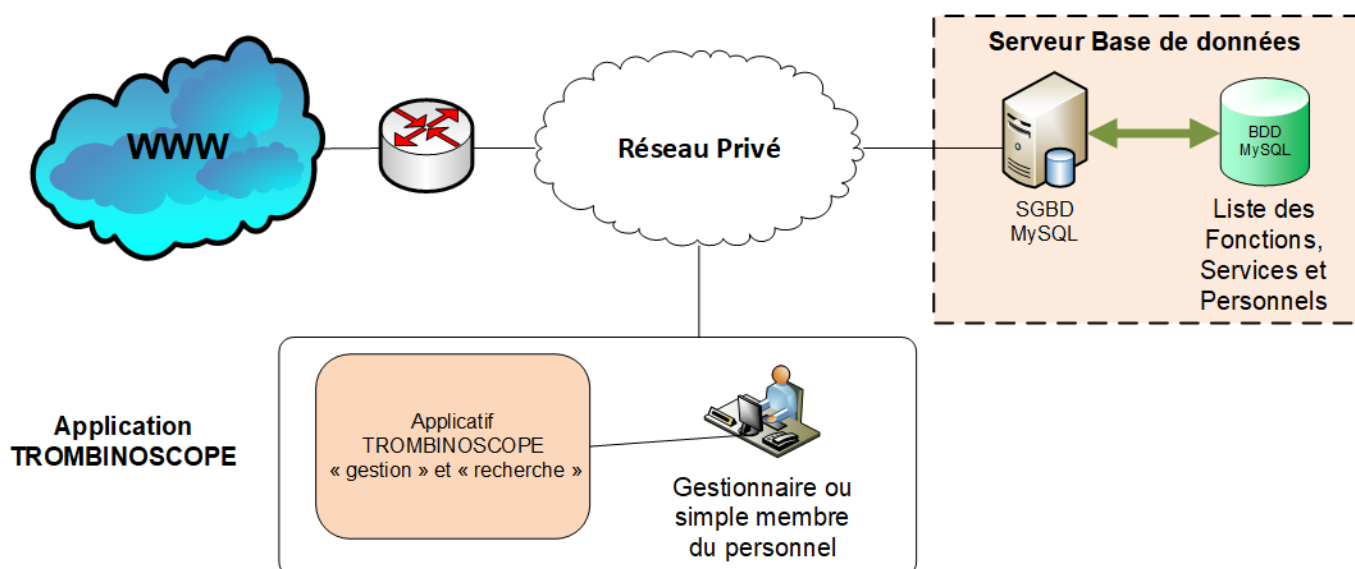 WWW
Réseau Privé
Serveur Base de données
SGBD
MySQL
BDD
MySQL
Liste des
Fonctions,
Services et
Personnels
Application
TROMBINOSCOPE
Applicatif
TROMBINOSCOPE
« gestion » et « recherche »
Gestionnaire ou
simple membre
du personnel